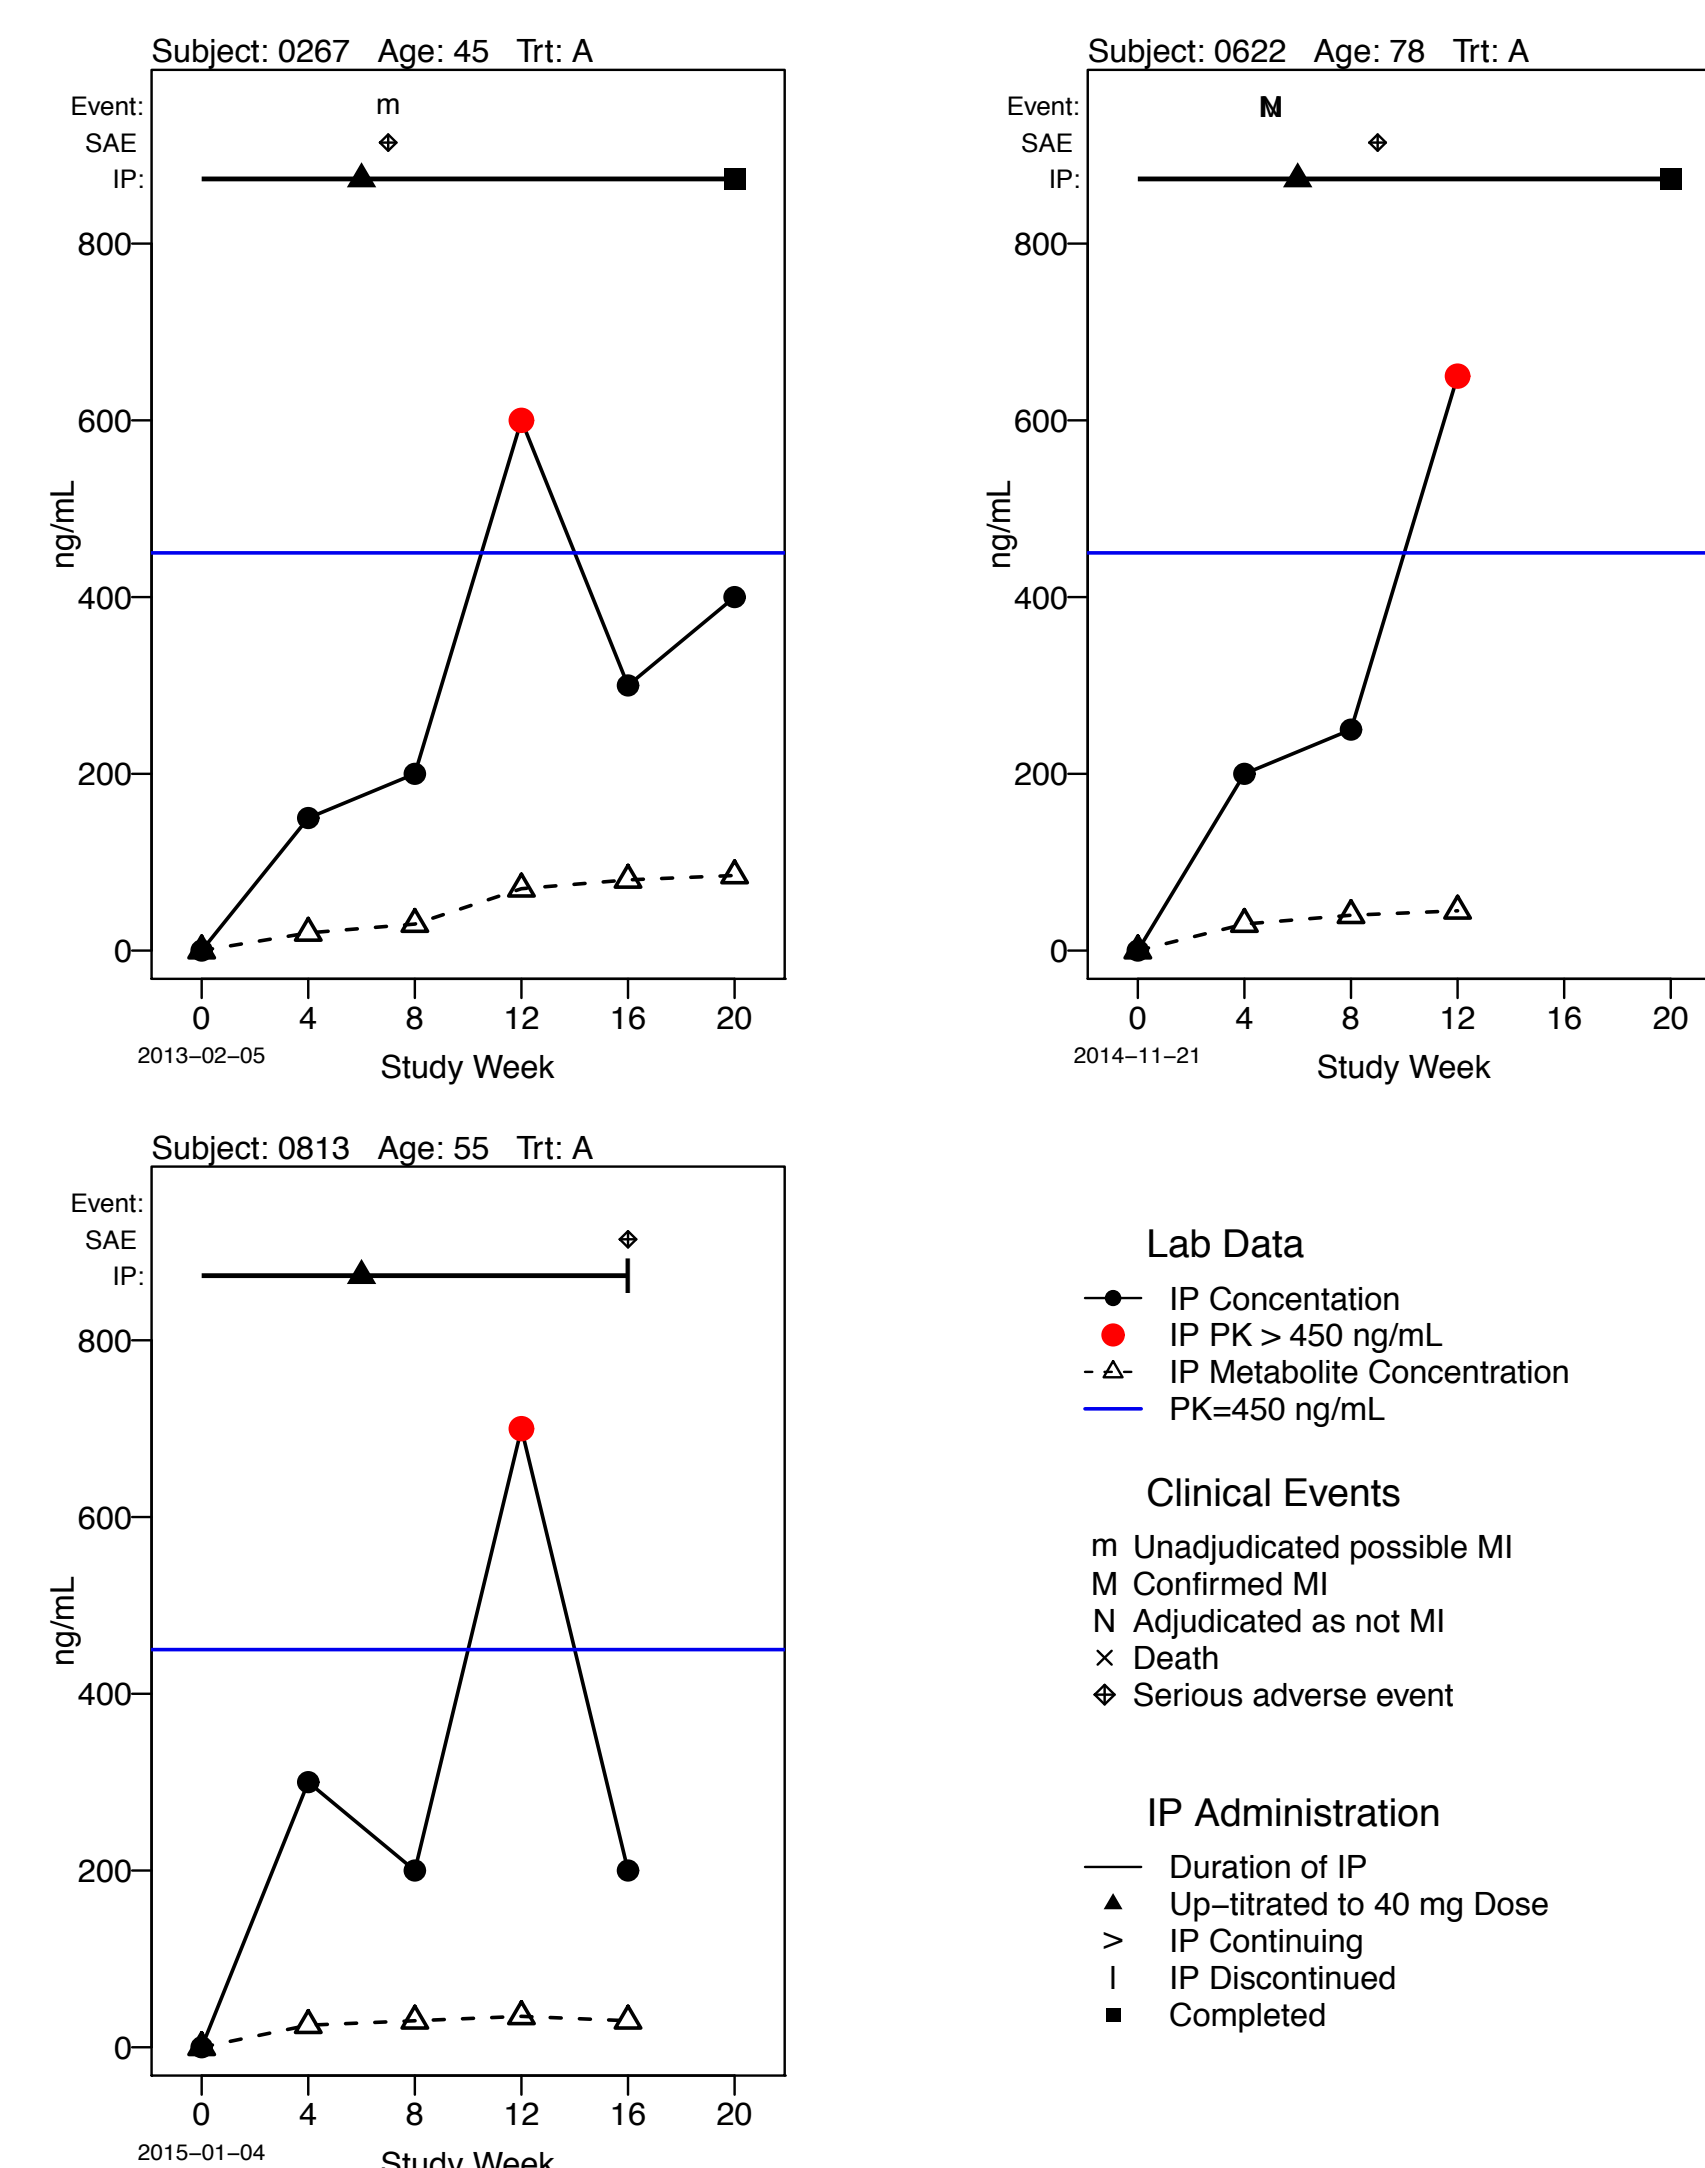 Subject: 0267 Age: 45 Trt: A
Event: m
SAE
IP:
800
600
400
200
0
ng/mL
0 4 8 12 16 20
2013−02−05
Study Week
Subject: 0622 Age: 78 Trt: A
Event:
SAE
IP:
800
600
400
200
0
ng/mL
0 4 8 12 16 20
2014−11−21
Study Week
Subject: 0813 Age: 55 Trt: A
Event:
SAE
IP:
800
600
400
200
0
ng/mL
0 4 8 12 16 20
2015−01−04
Study Week
Lab Data
IP Concentation
IP PK > 450 ng/mL
IP Metabolite Concentration
PK=450 ng/mL
Clinical Events
m Unadjudicated possible MI
M Confirmed MI
N Adjudicated as not MI
× Death
Serious adverse event
IP Administration
Duration of IP
Up−titrated to 40 mg Dose
> IP Continuing
| IP Discontinued
Completed